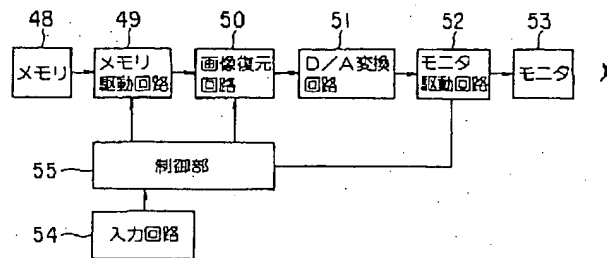 48
49
50
51
52
53
メモリ
メモリ
駆動回路
画像復元
回路
D/A変換
回路
モニタ
駆動回路
モニタ
55
制御部
54
入力回路